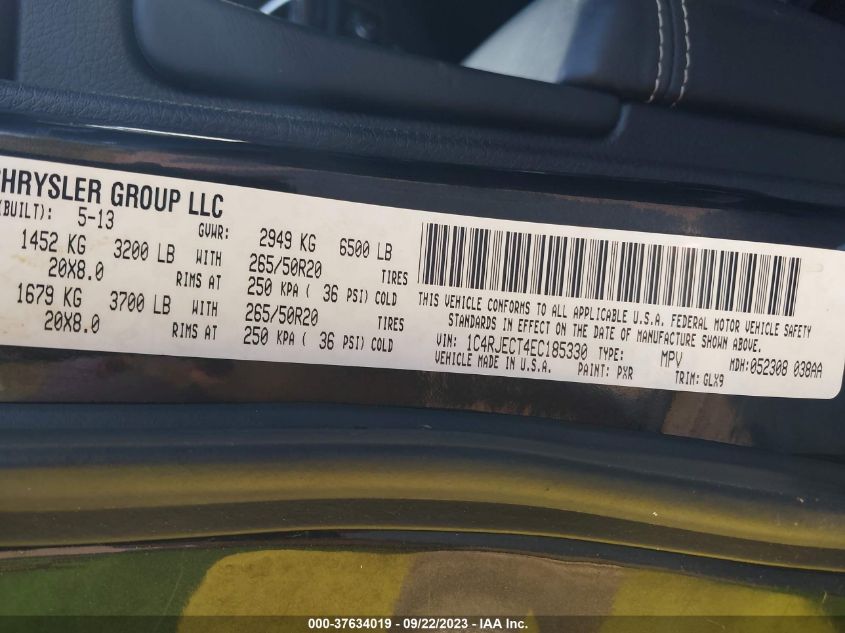 CHRYSLER GROUP LLC
(BUILT): 5-13
GVWR: 2949 KG 6500 LB
1452 KG 3200 LB WITH 265/50R20 TIRES
20X8.0 RIMS AT 250 KPA ( 36 PSI) COLD
1679 KG 3700 LB WITH 265/50R20 TIRES
20X8.0 RIMS AT 250 KPA ( 36 PSI) COLD
THIS VEHICLE CONFORMS TO ALL APPLICABLE U.S.A. FEDERAL MOTOR VEHICLE SAFETY
STANDARDS IN EFFECT ON THE DATE OF MANUFACTURE SHOWN ABOVE.
VIN: 1C4RJECT4EC185330 TYPE: MPV MDH:052308 038AA
VEHICLE MADE IN U.S.A. PAINT: PXR TRIM: GLX9
000-37634019 - 09/22/2023 - IAA Inc.